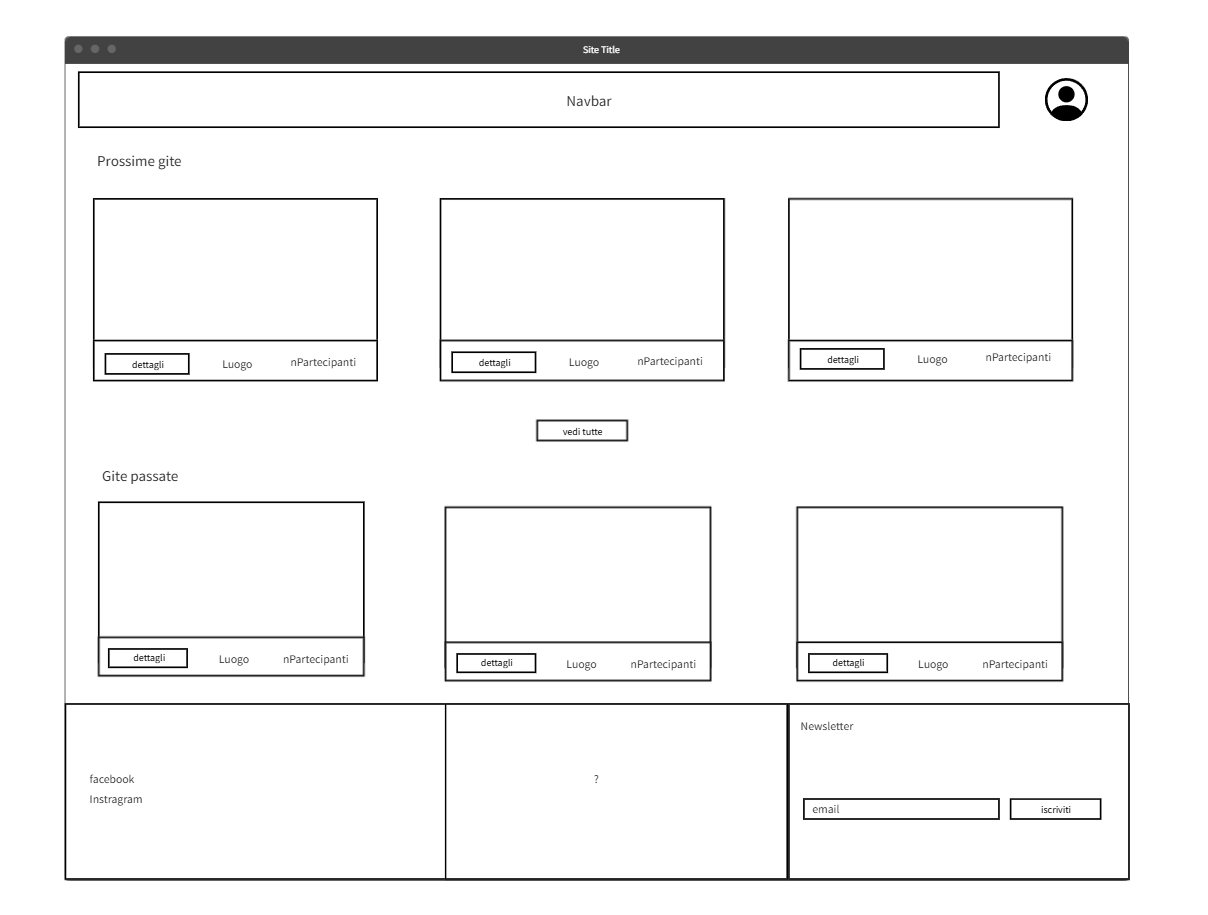 Site Title
Navbar
Prossime gite
dettagli Luogo nPartecipanti
dettagli Luogo nPartecipanti
dettagli Luogo nPartecipanti
vedi tutte
Gite passate
dettagli Luogo nPartecipanti
dettagli Luogo nPartecipanti
dettagli Luogo nPartecipanti
facebook
Instragram
?
Newsletter
email
iscriviti